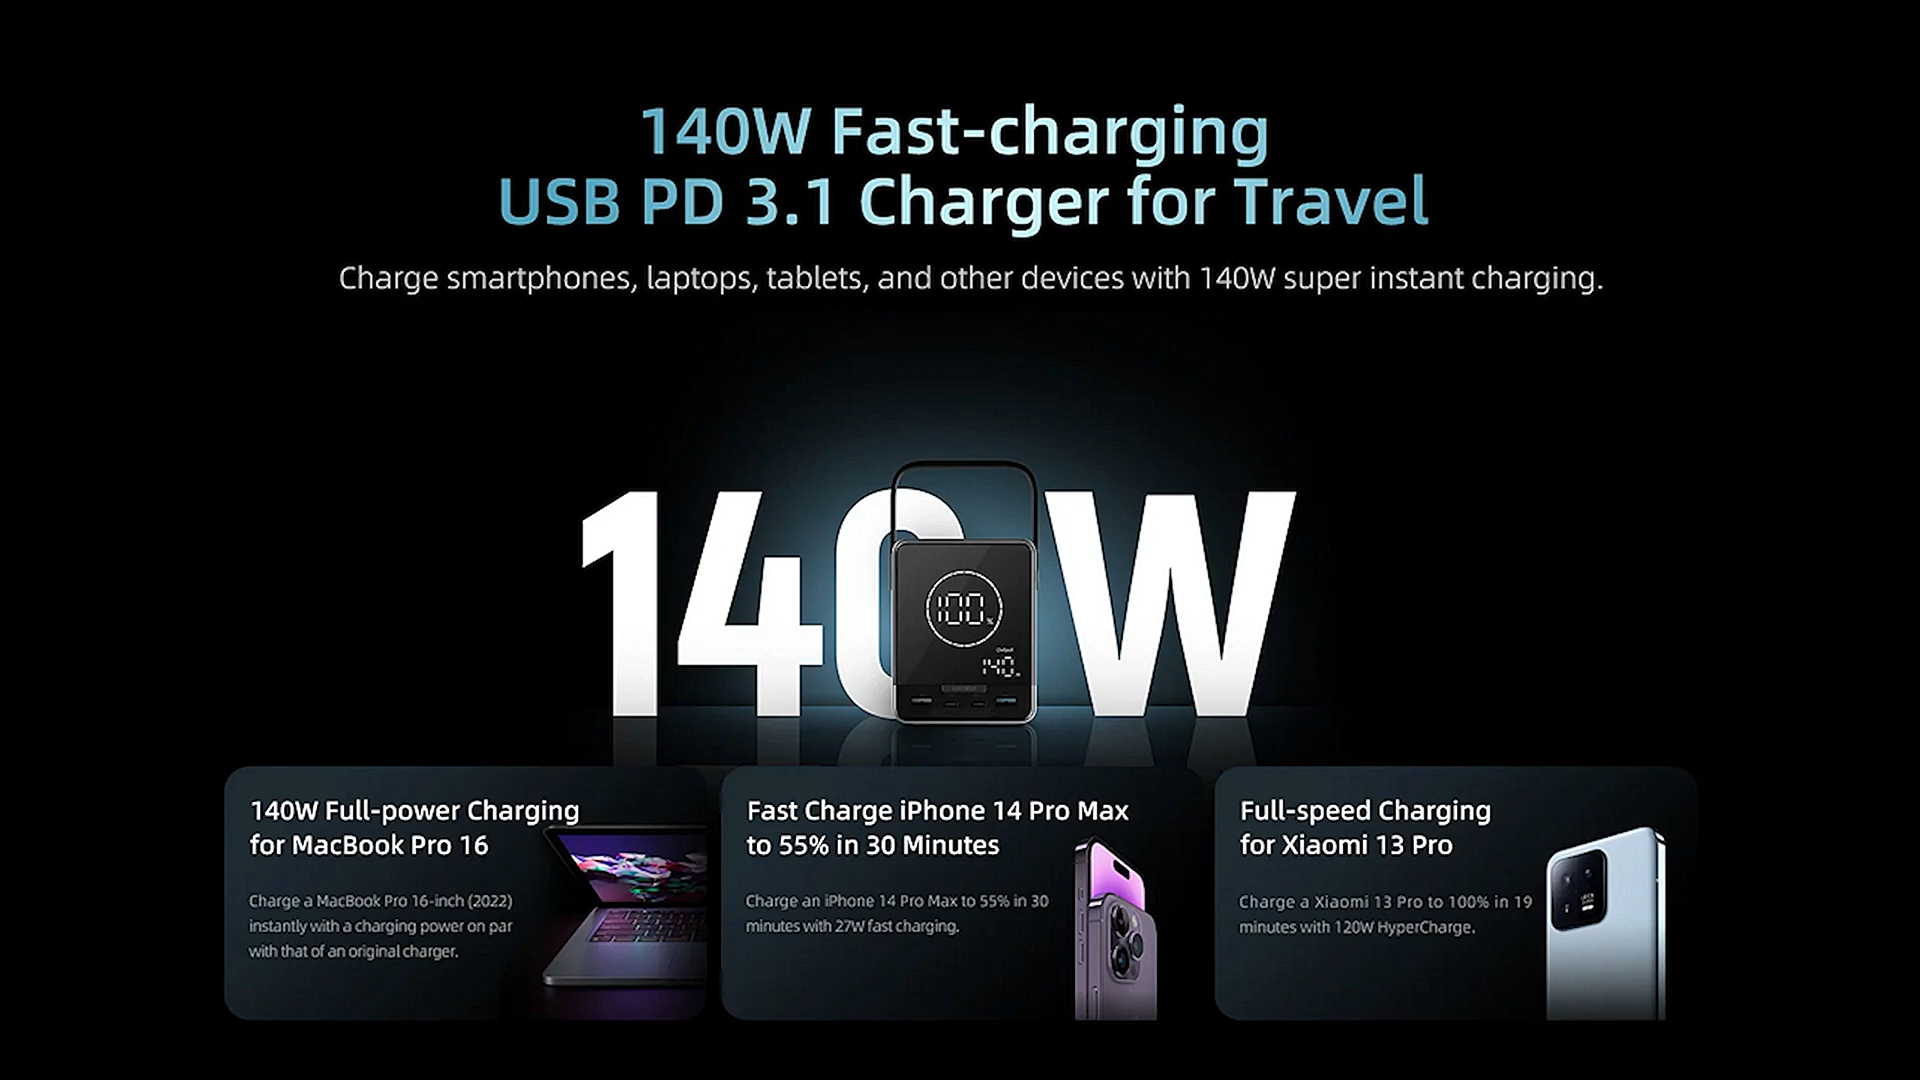 140W Fast-charging
USB PD 3.1 Charger for Travel
Charge smartphones, laptops, tablets, and other devices with 140W super instant charging.
140W
100%
Output
140
140W Full-power Charging
for MacBook Pro 16
Charge a MacBook Pro 16-inch (2022)
instantly with a charging power on par
with that of an original charger.
Fast Charge iPhone 14 Pro Max
to 55% in 30 Minutes
Charge an iPhone 14 Pro Max to 55% in 30
minutes with 27W fast charging.
Full-speed Charging
for Xiaomi 13 Pro
Charge a Xiaomi 13 Pro to 100% in 19
minutes with 120W HyperCharge.